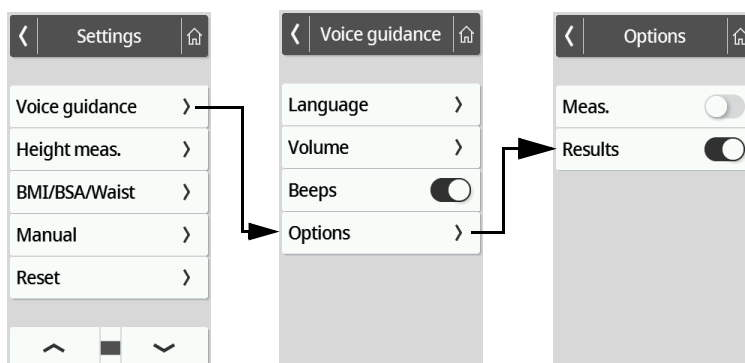 Settings
Voice guidance
Height meas.
BMI/BSA/Waist
Manual
Reset
Voice guidance
Language
Volume
Beeps
Options
Options
Meas.
Results